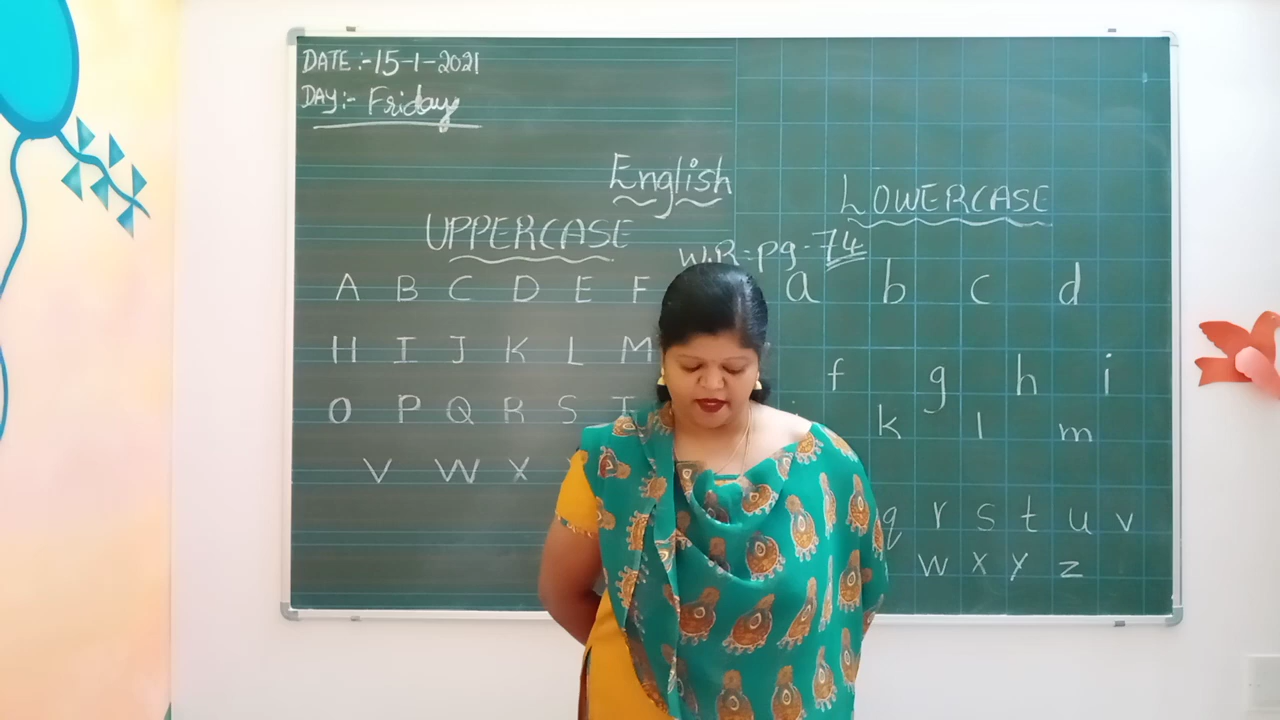 DATE :- 15-1-2021
DAY :- Friday
English
UPPERCASE
W.B = pg - 74
A B C D E F
H I J K L M
O P Q R S T
V W X
LOWERCASE
a b c d
f g h i
k l m
q r s t u v
w x y z